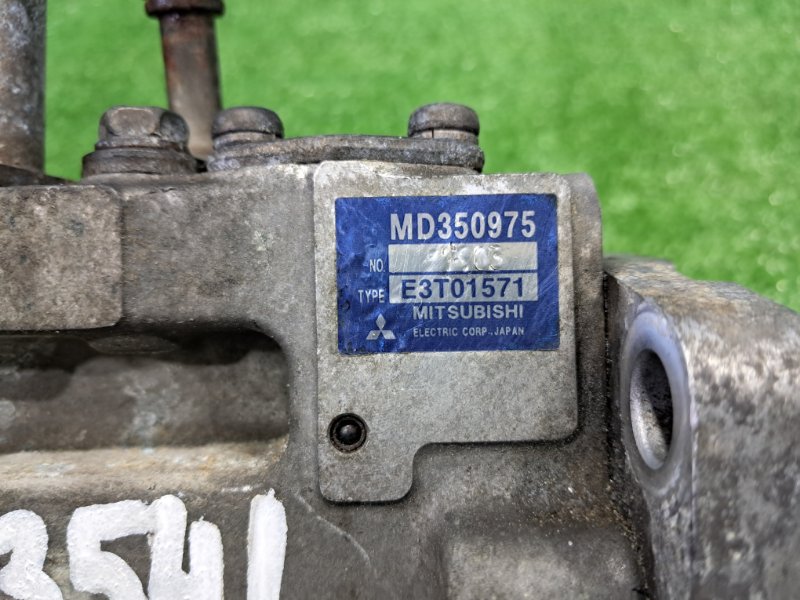 MD350975
NO.
TYPE E3T01571
MITSUBISHI
ELECTRIC CORP., JAPAN
3541